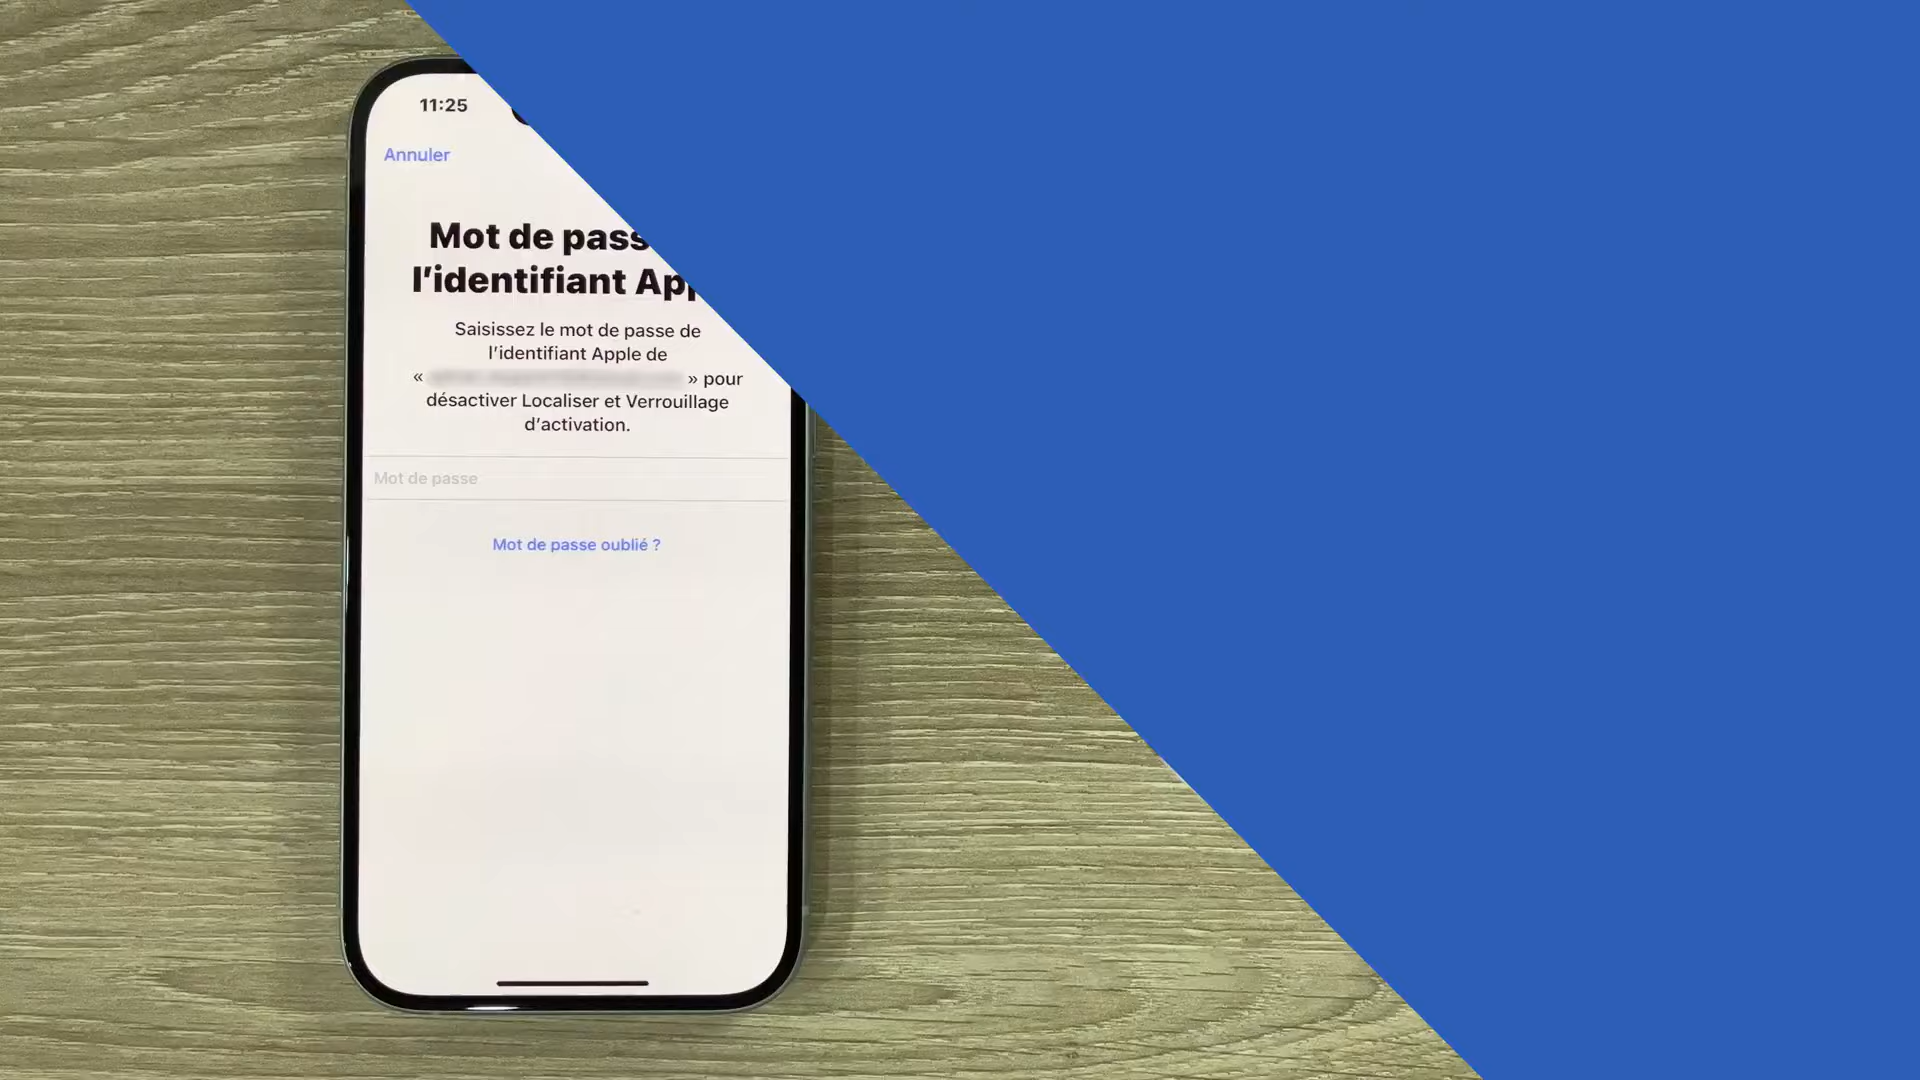 11:25
Annuler
Mot de pass
l’identifiant Ap
Saisissez le mot de passe de
l’identifiant Apple de
« » pour
désactiver Localiser et Verrouillage
d’activation.
Mot de passe
Mot de passe oublié ?